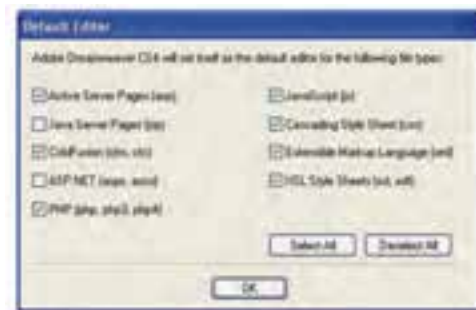 Default Editor
Adobe Dreamweaver CS4 will set itself as the default editor for the following file types:
Active Server Pages (asp)
JavaScript (js)
Java Server Pages (jsp)
Cascading Style Sheet (css)
ColdFusion (cfm, cfc)
Extensible Markup Language (xml)
ASP.NET (aspx, ascx)
XSL Style Sheets (xsl, xslt)
PHP (php, php3, php4)
Select All
Deselect All
OK